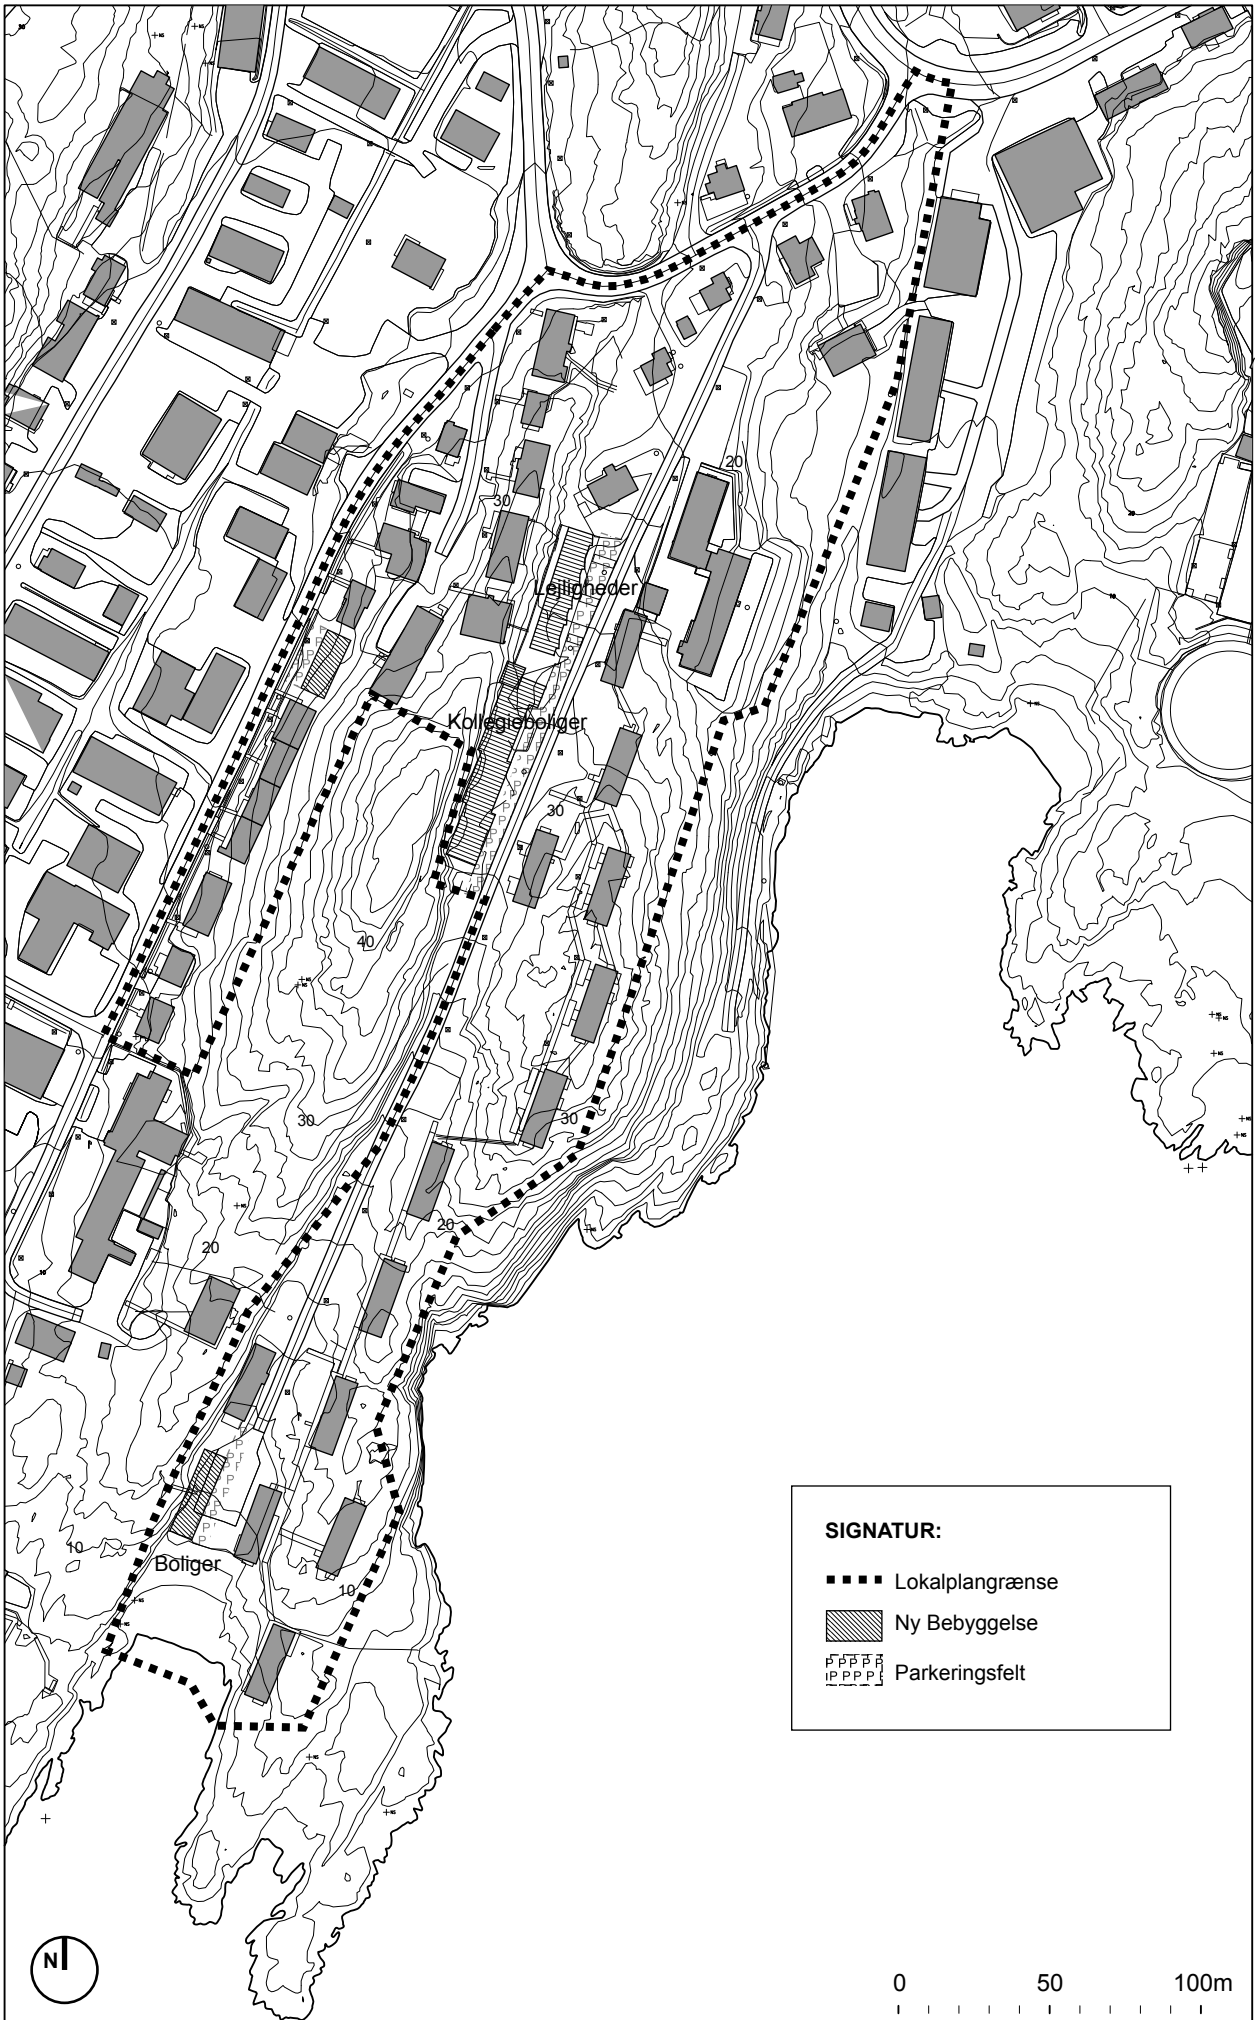 20
30
Lejligheder
Kollegieboliger
30
40
30
30
20
20
10
Boliger
10
SIGNATUR:
Lokalplangrænse
Ny Bebyggelse
P P P P P
P P P P
Parkeringsfelt
N
0 50 100m